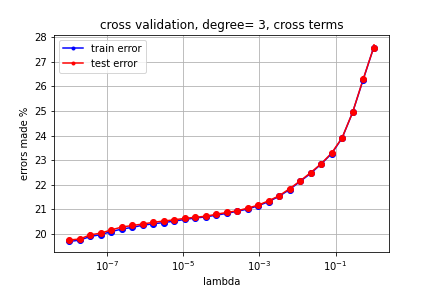 cross validation, degree= 3, cross terms
train error
test error
errors made %
28
27
26
25
24
23
22
21
20
10⁻⁷
10⁻⁵
10⁻³
10⁻¹
lambda